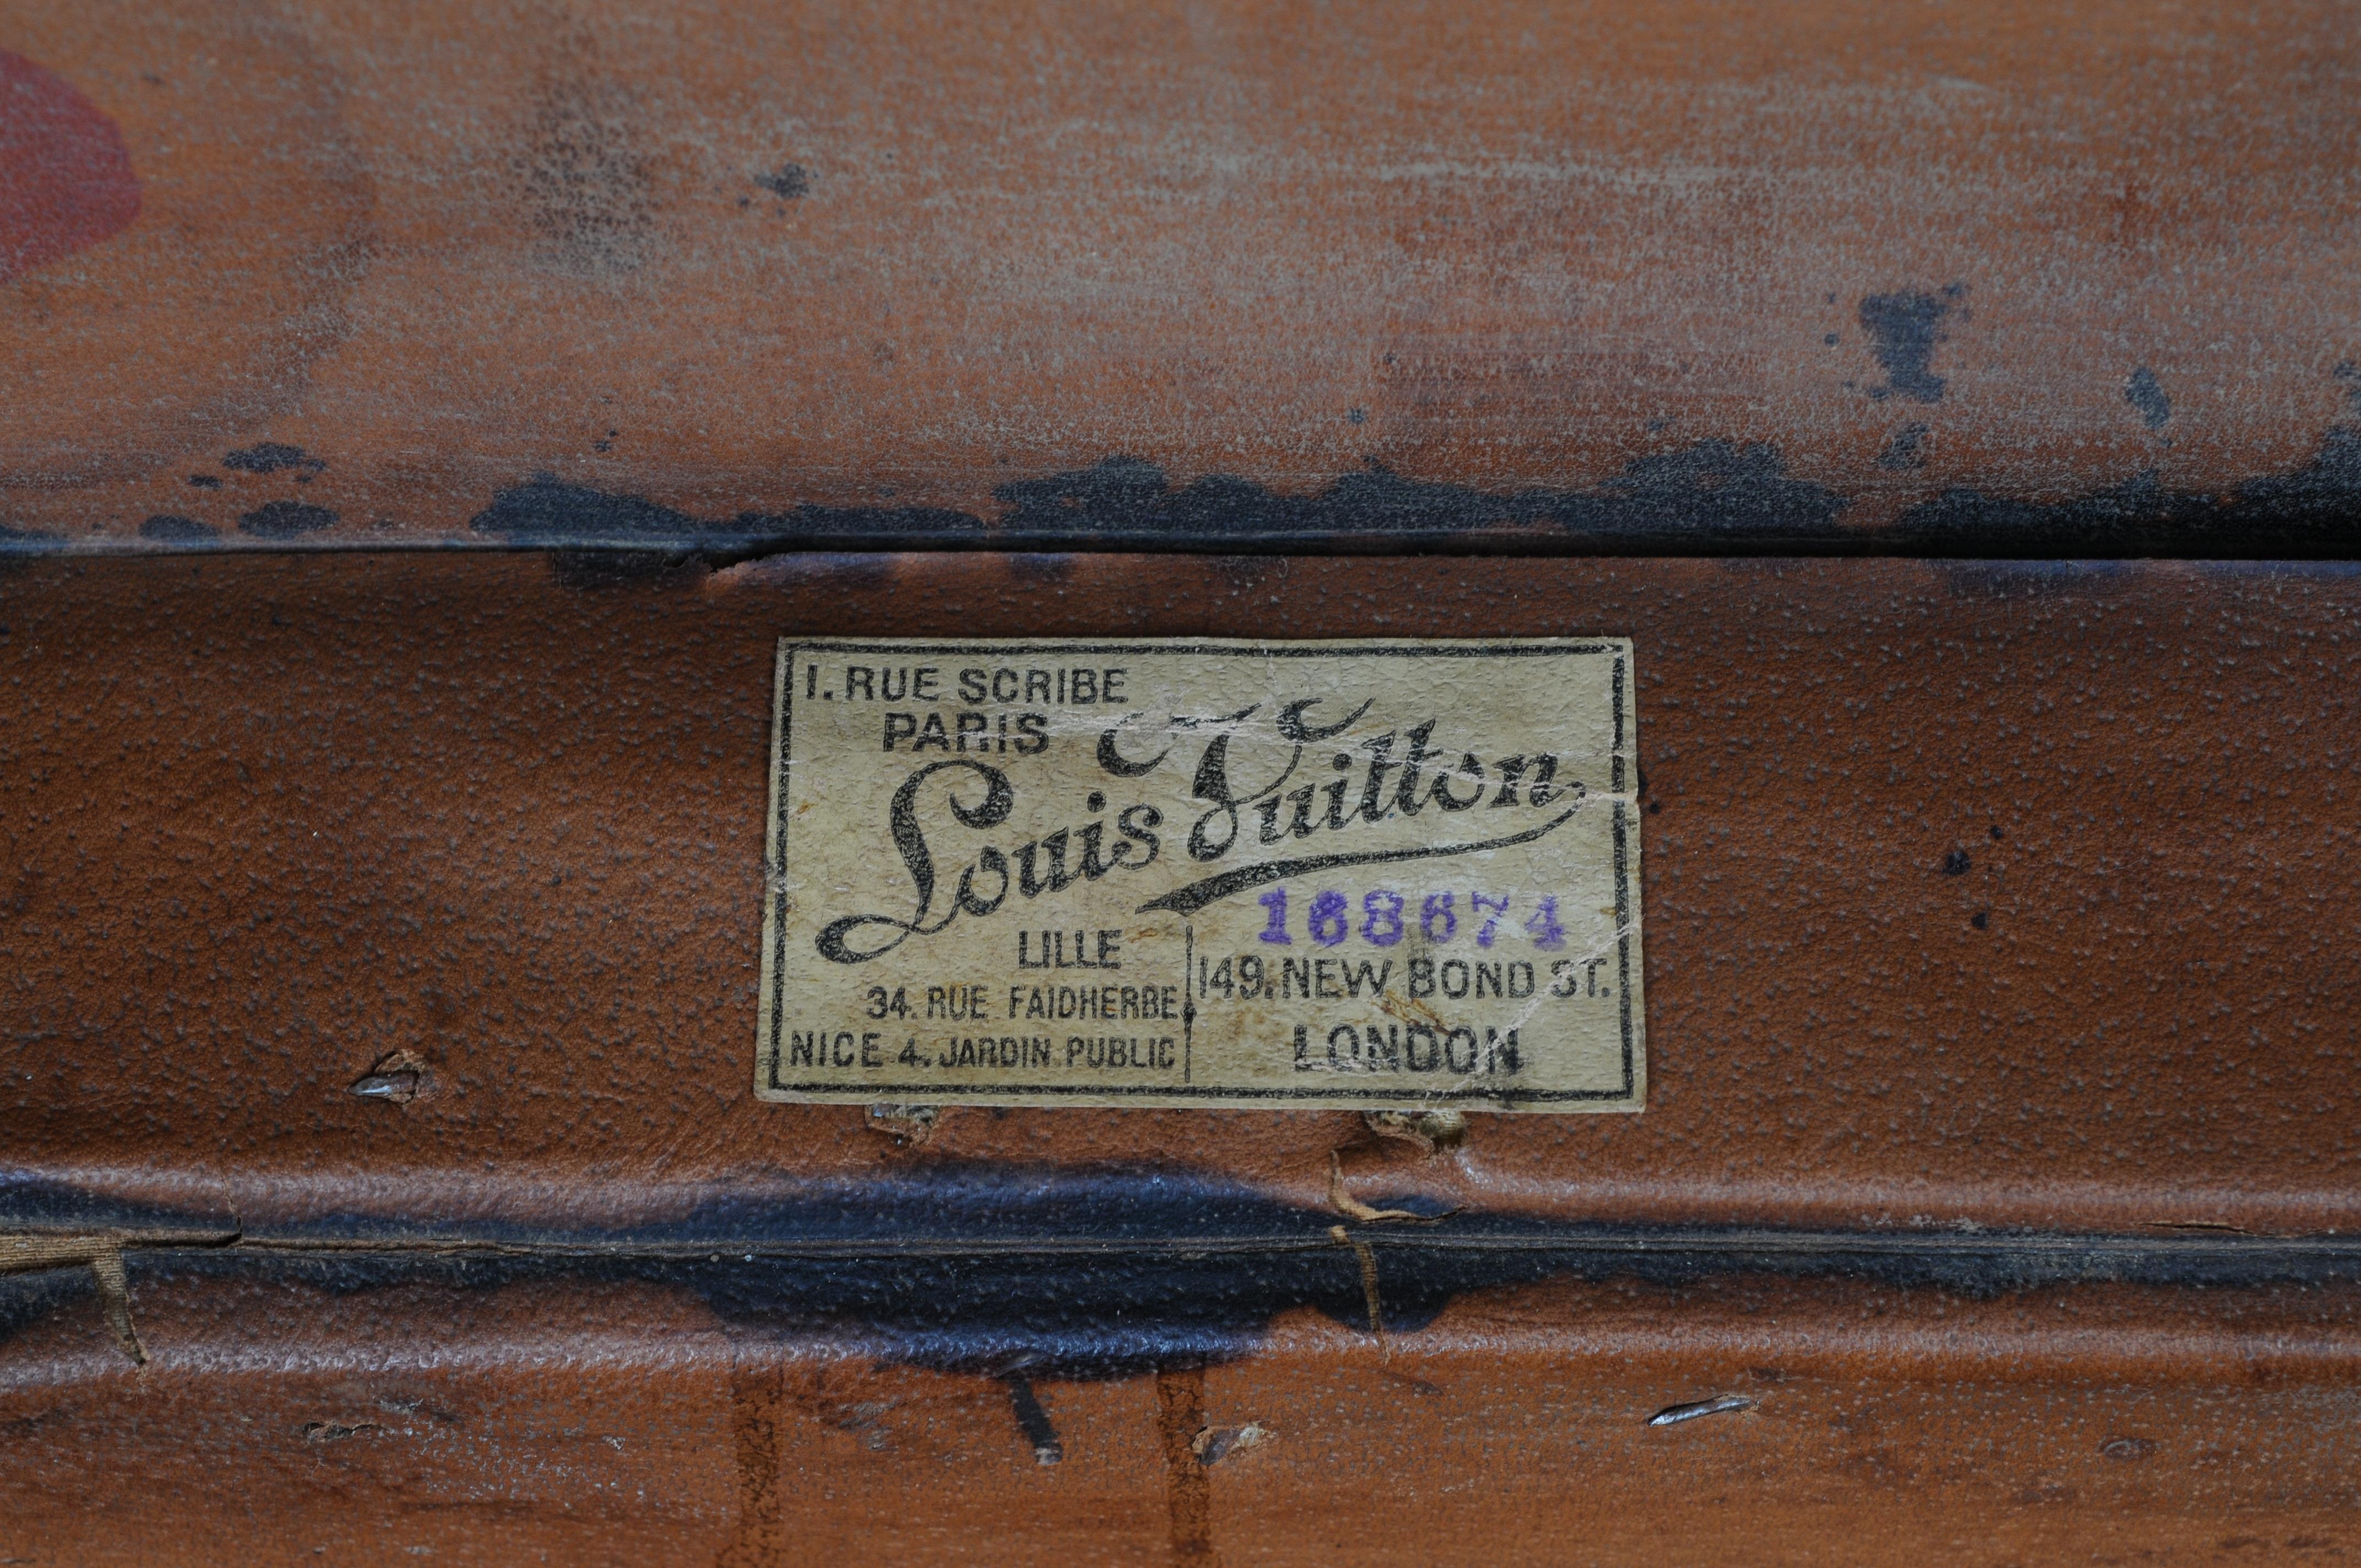 1. RUE SCRIBE
PARIS
Louis Vuitton
168674
LILLE
34. RUE FAIDHERBE
NICE 4. JARDIN PUBLIC
149. NEW BOND ST.
LONDON